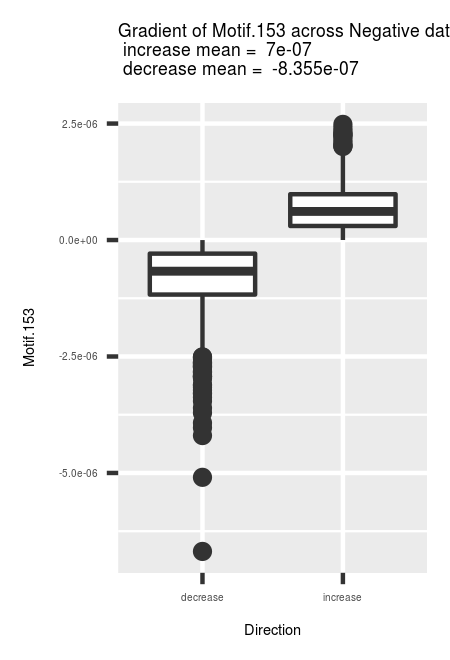 Gradient of Motif.153 across Negative dat
increase mean =  7e-07
decrease mean =  -8.355e-07
2.5e-06
0.0e+00
-2.5e-06
-5.0e-06
Motif.153
decrease
increase
Direction